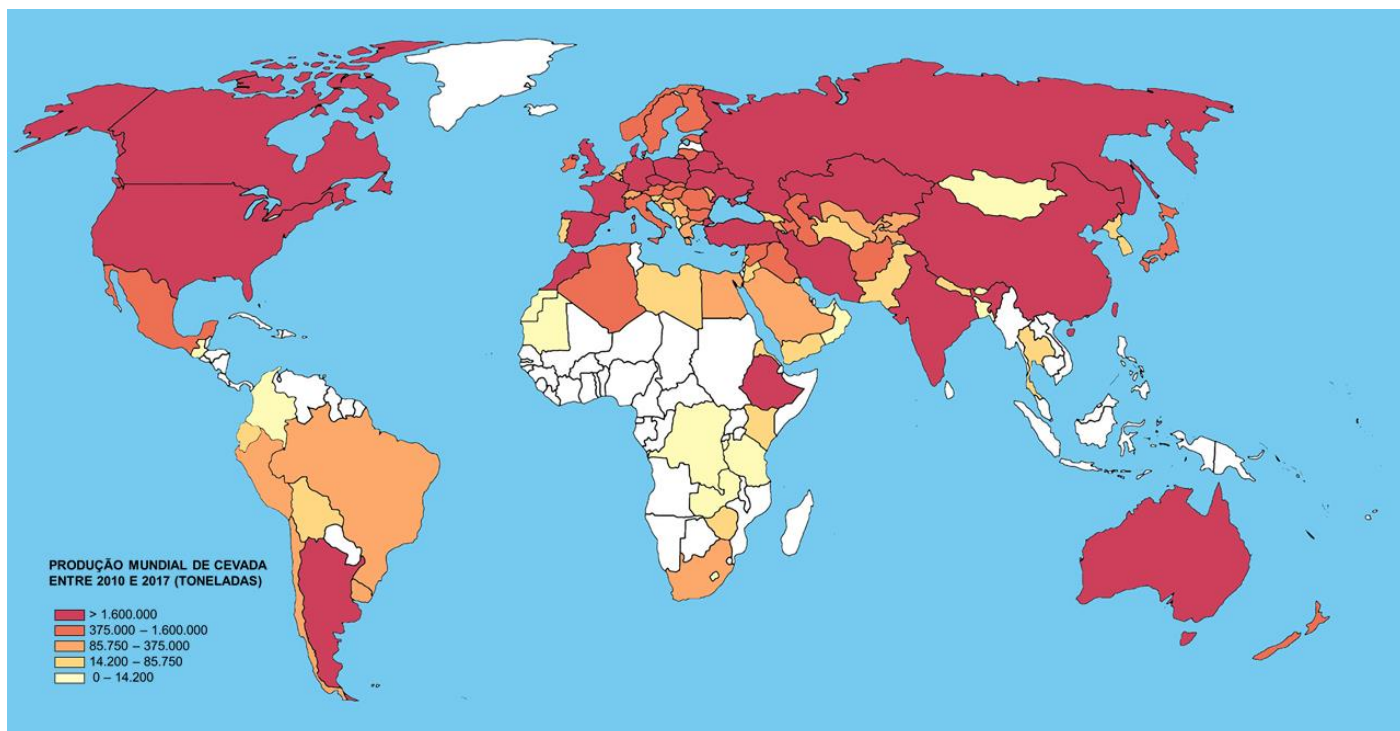 PRODUÇÃO MUNDIAL DE CEVADA
ENTRE 2010 E 2017 (TONELADAS)
> 1.600.000
375.000 – 1.600.000
85.750 – 375.000
14.200 – 85.750
0 – 14.200